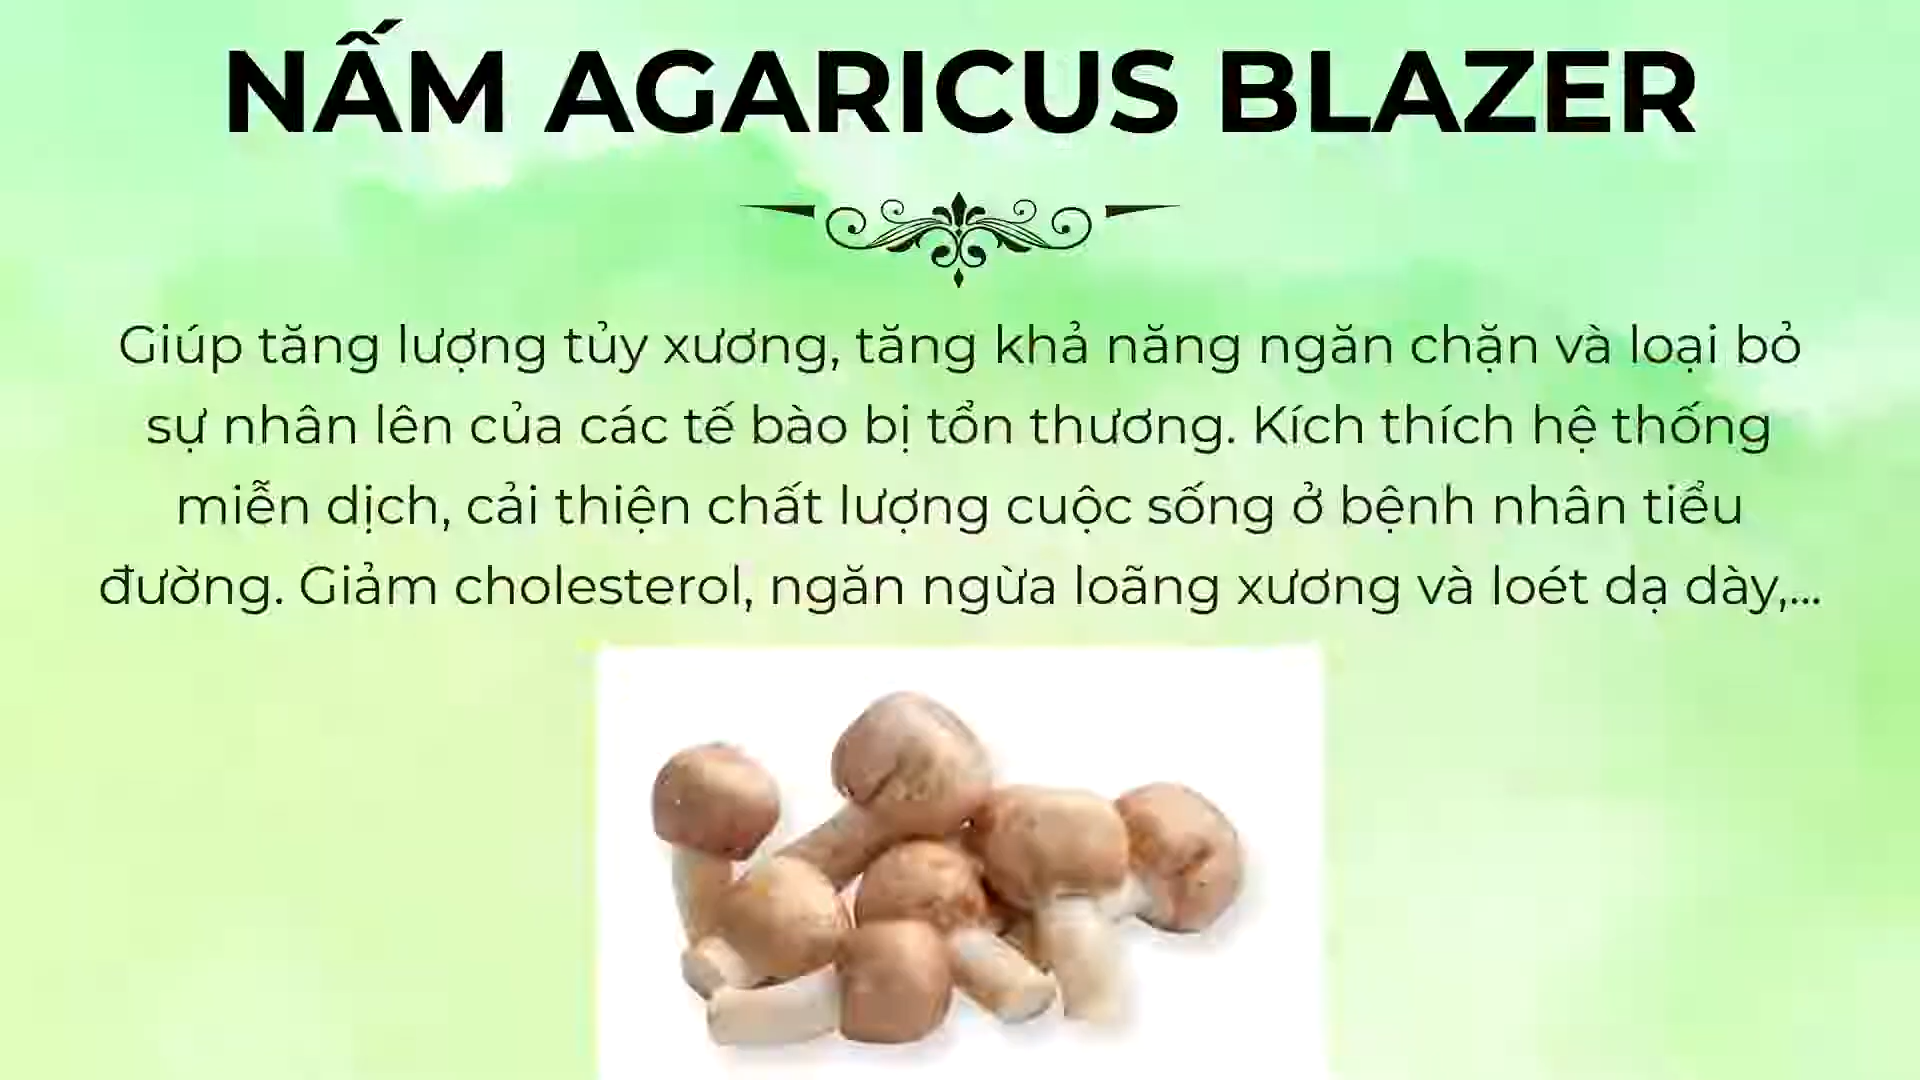 NẤM AGARICUS BLAZER
Giúp tăng lượng tủy xương, tăng khả năng ngăn chặn và loại bỏ
sự nhân lên của các tế bào bị tổn thương. Kích thích hệ thống
miễn dịch, cải thiện chất lượng cuộc sống ở bệnh nhân tiểu
đường. Giảm cholesterol, ngăn ngừa loãng xương và loét dạ dày,...